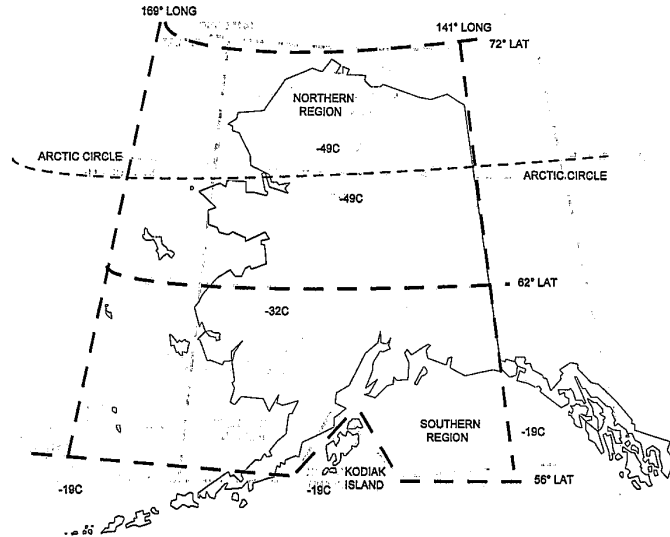 169° LONG
141° LONG
72° LAT
NORTHERN
REGION
-49C
ARCTIC CIRCLE
ARCTIC CIRCLE
-49C
62° LAT
-32C
SOUTHERN
REGION
-19C
KODIAK
ISLAND
-19C
-19C
56° LAT